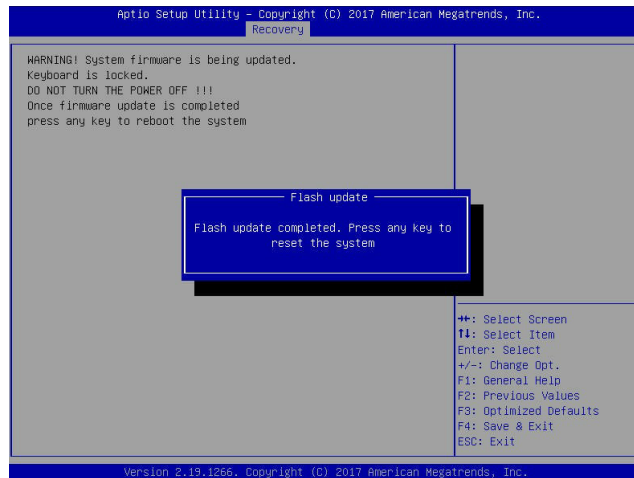 Aptio Setup Utility – Copyright (C) 2017 American Megatrends, Inc.
Recovery
WARNING! System firmware is being updated.
Keyboard is locked.
DO NOT TURN THE POWER OFF !!!
Once firmware update is completed
press any key to reboot the system
Flash update
Flash update completed. Press any key to
reset the system
→←: Select Screen
↑↓: Select Item
Enter: Select
+/-: Change Opt.
F1: General Help
F2: Previous Values
F3: Optimized Defaults
F4: Save & Exit
ESC: Exit
Version 2.19.1266. Copyright (C) 2017 American Megatrends, Inc.